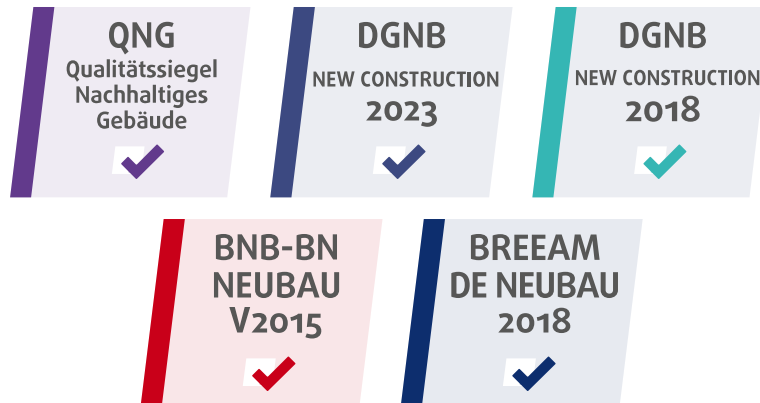 QNG
Qualitätssiegel
Nachhaltiges
Gebäude
DGNB
NEW CONSTRUCTION
2023
DGNB
NEW CONSTRUCTION
2018
BNB-BN
NEUBAU
V2015
BREEAM
DE NEUBAU
2018